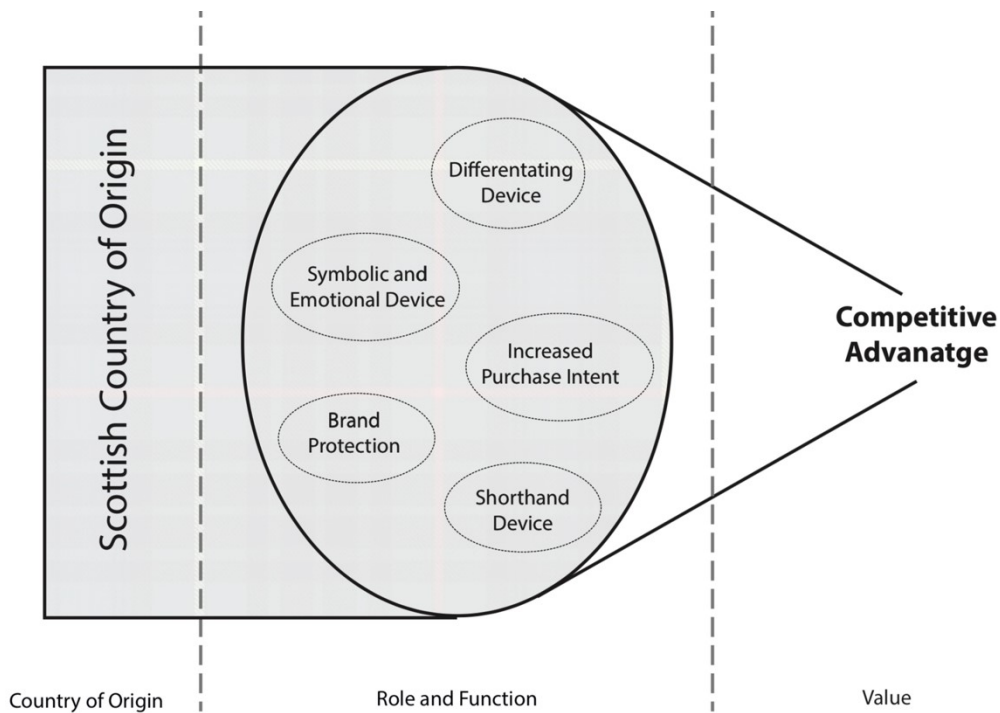 Scottish Country of Origin
Differentating
Device
Symbolic and
Emotional Device
Increased
Purchase Intent
Brand
Protection
Shorthand
Device
Competitive
Advanatge
Country of Origin
Role and Function
Value